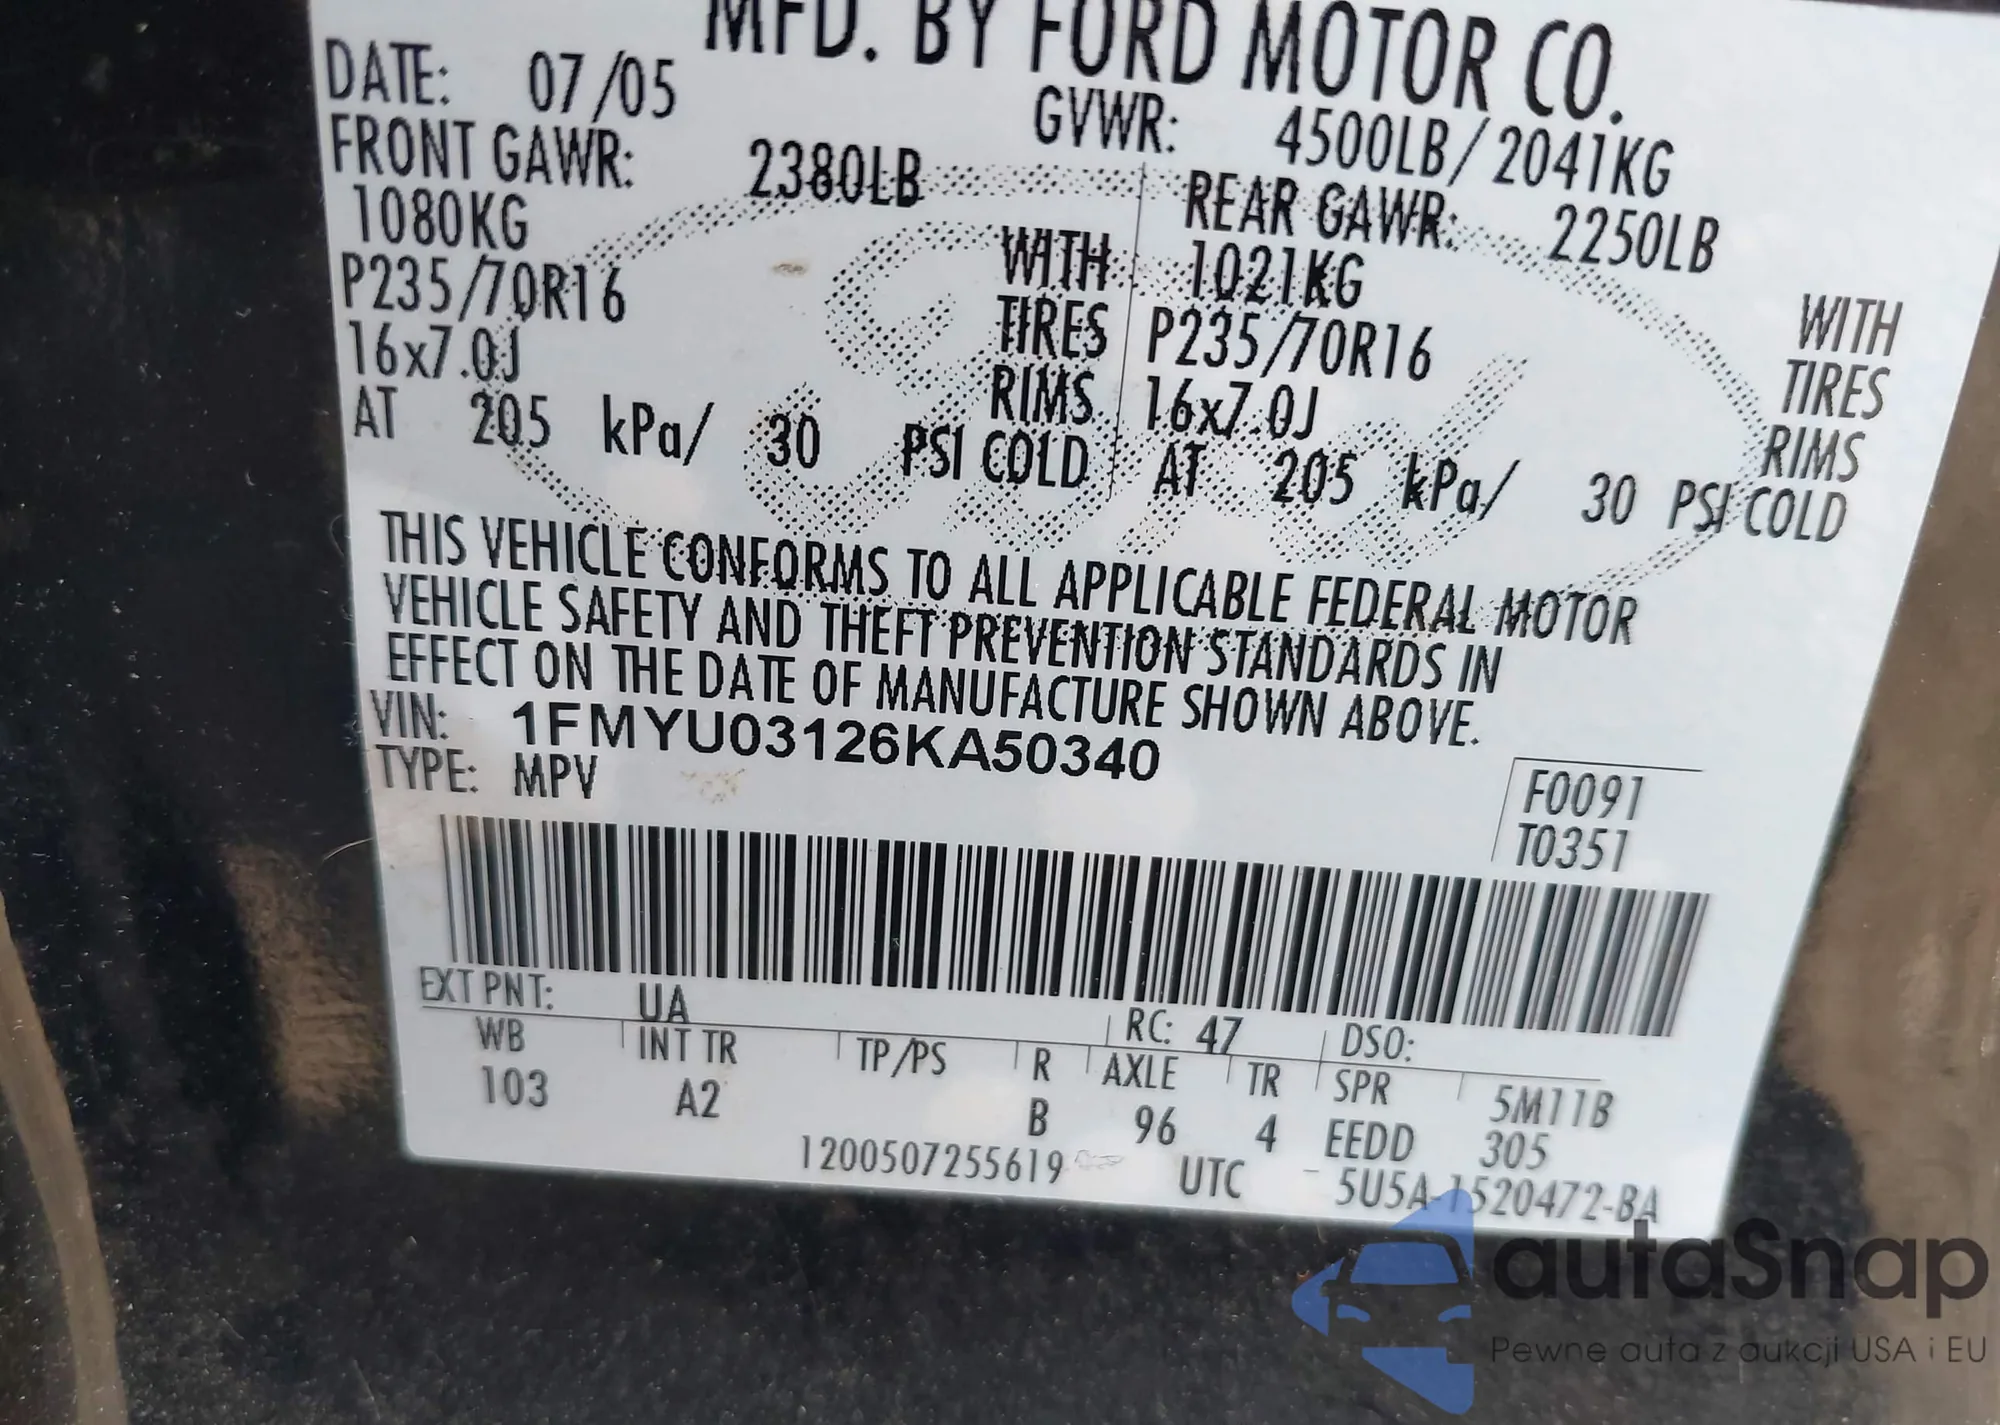 MFD. BY FORD MOTOR CO.
DATE: 07/05 GVWR: 4500LB/2041KG
FRONT GAWR: 2380LB REAR GAWR: 2250LB
1080KG WITH 1021KG WITH
P235/70R16 TIRES P235/70R16 TIRES
16x7.0J RIMS 16x7.0J RIMS
AT 205 kPa/ 30 PSI COLD AT 205 kPa/ 30 PSI COLD
THIS VEHICLE CONFORMS TO ALL APPLICABLE FEDERAL MOTOR
VEHICLE SAFETY AND THEFT PREVENTION STANDARDS IN
EFFECT ON THE DATE OF MANUFACTURE SHOWN ABOVE.
VIN: 1FMYU03126KA50340
TYPE: MPV
F0091
T0351
EXT PNT: UA RC: 47 DSO:
WB INT TR TP/PS R AXLE TR SPR 5M11B
103 A2 B 96 4 EEDD 305
1200507255619 UTC 5U5A-1520472-BA
autaSnap
Pewne auta z aukcji USA i EU